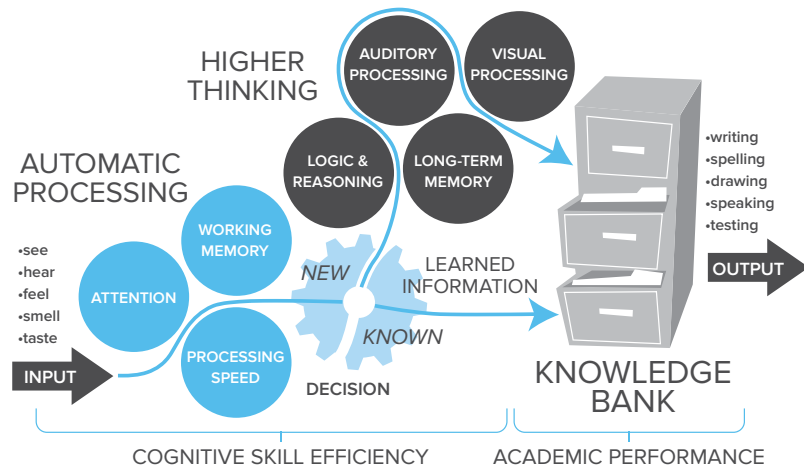 HIGHER
THINKING
AUDITORY
PROCESSING
VISUAL
PROCESSING
LOGIC &
REASONING
LONG-TERM
MEMORY
AUTOMATIC
PROCESSING
•see
•hear
•feel
•smell
•taste
INPUT
ATTENTION
WORKING
MEMORY
PROCESSING
SPEED
NEW
KNOWN
DECISION
LEARNED
INFORMATION
•writing
•spelling
•drawing
•speaking
•testing
OUTPUT
KNOWLEDGE
BANK
COGNITIVE SKILL EFFICIENCY
ACADEMIC PERFORMANCE